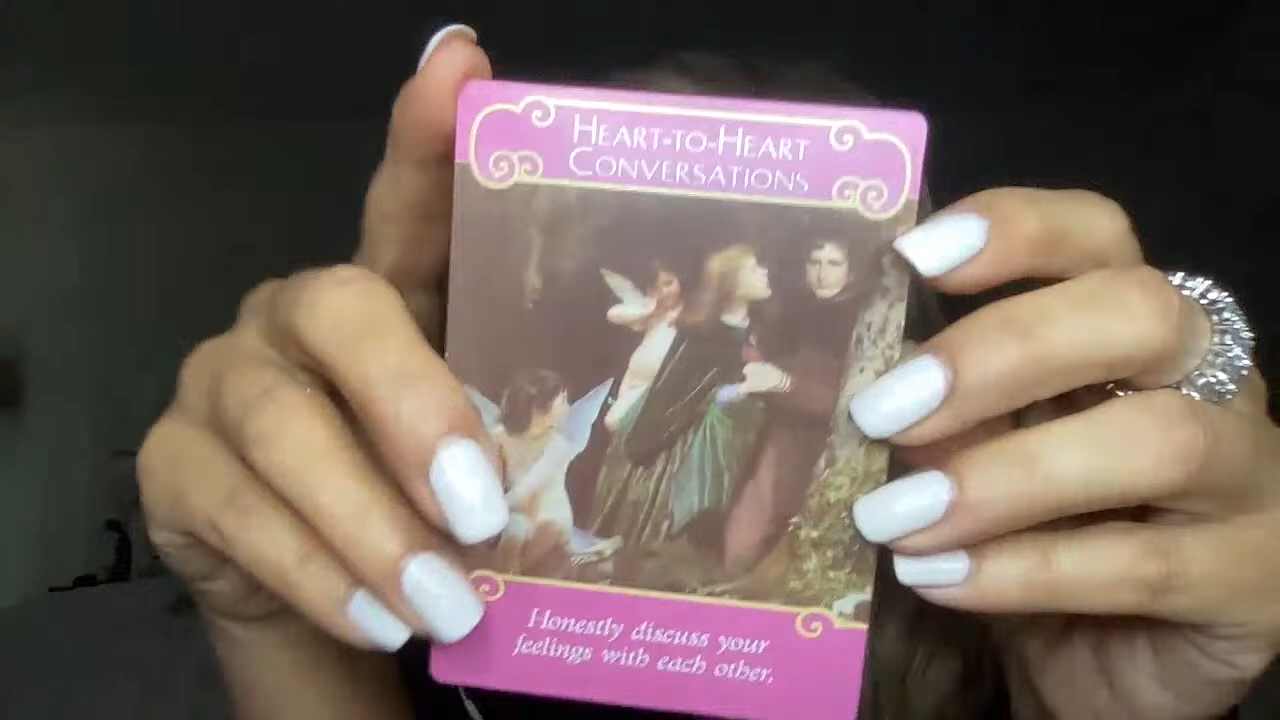 HEART-TO-HEART
CONVERSATIONS
Honestly discuss your
feelings with each other.